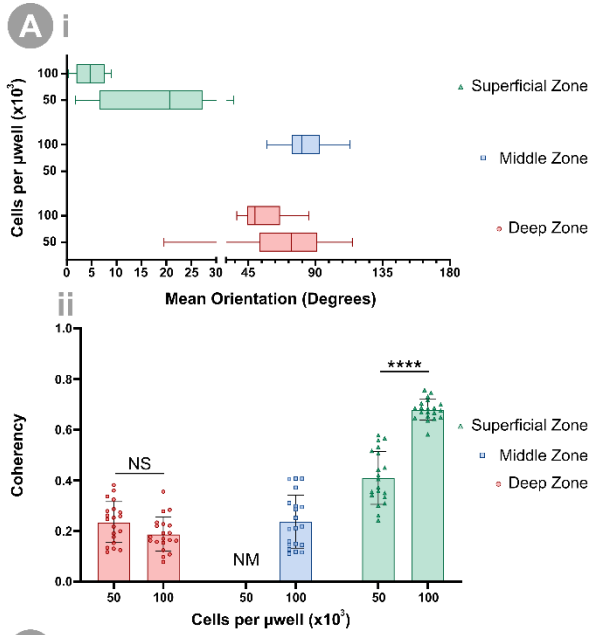 A i
Cells per µwell (x10³)
100
50
100
50
100
50
0 5 10 15 20 25 30 45 90 135 180
Mean Orientation (Degrees)
Superficial Zone
Middle Zone
Deep Zone
ii
Coherency
1.0
0.8
0.6
0.4
0.2
0.0
NS
NM
****
50 100 50 100 50 100
Cells per µwell (x10³)
Superficial Zone
Middle Zone
Deep Zone